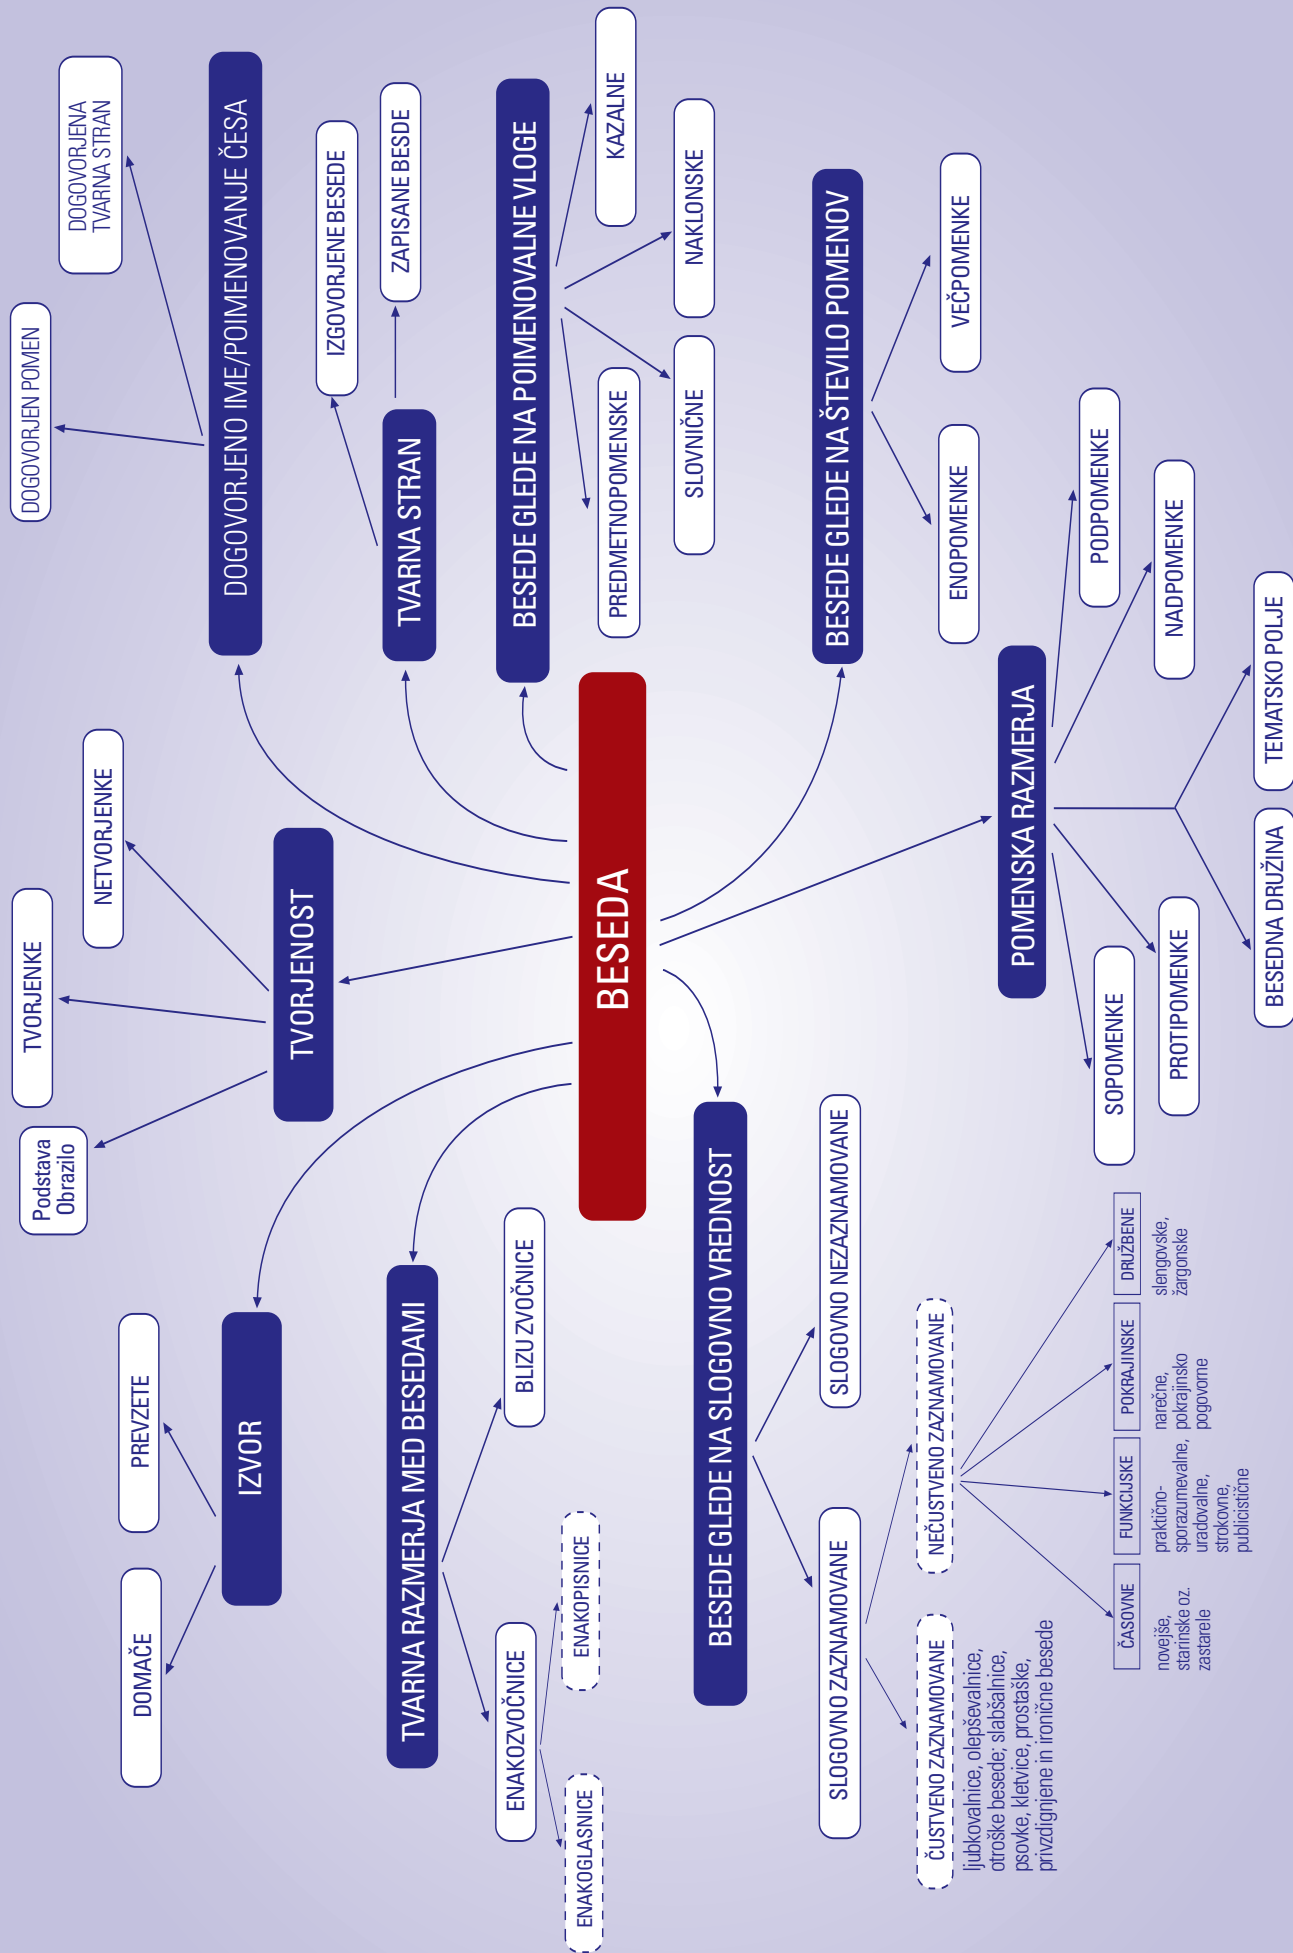 DOMAČE
PREVZETE
IZVOR
Podstava
Obrazilo
TVORJENKE
NETVORJENKE
TVORJENOST
DOGOVORJEN POMEN
DOGOVORJENA
TVARNA STRAN
DOGOVORJENO IME/POIMENOVANJE ČESA
IZGOVORJENE BESEDE
ZAPISANE BESDE
TVARNA STRAN
TVARNA RAZMERJA MED BESEDAMI
ENAKOZVOČNICE
BLIZU ZVOČNICE
ENAKOGLASNICE
ENAKOPISNICE
BESEDA
BESEDE GLEDE NA POIMENOVALNE VLOGE
PREDMETNOPOMENSKE
SLOVNIČNE
NAKLONSKE
KAZALNE
BESEDE GLEDE NA SLOGOVNO VREDNOST
SLOGOVNO ZAZNAMOVANE
SLOGOVNO NEZAZNAMOVANE
ČUSTVENO ZAZNAMOVANE
ljubkovalnice, olepševalnice,
otroške besede; slabšalnice,
psovke, kletvice, prostaške,
privzdignjene in ironične besede
NEČUSTVENO ZAZNAMOVANE
ČASOVNE
novejše,
starinske oz.
zastarele
FUNKCIJSKE
praktično-
sporazumevalne,
uradovalne,
strokovne,
publicistične
POKRAJINSKE
narečne,
pokrajinsko
pogovorne
DRUŽBENE
slengovske,
žargonske
BESEDE GLEDE NA ŠTEVILO POMENOV
ENOPOMENKE
VEČPOMENKE
POMENSKA RAZMERJA
SOPOMENKE
PROTIPOMENKE
BESEDNA DRUŽINA
TEMATSKO POLJE
NADPOMENKE
PODPOMENKE